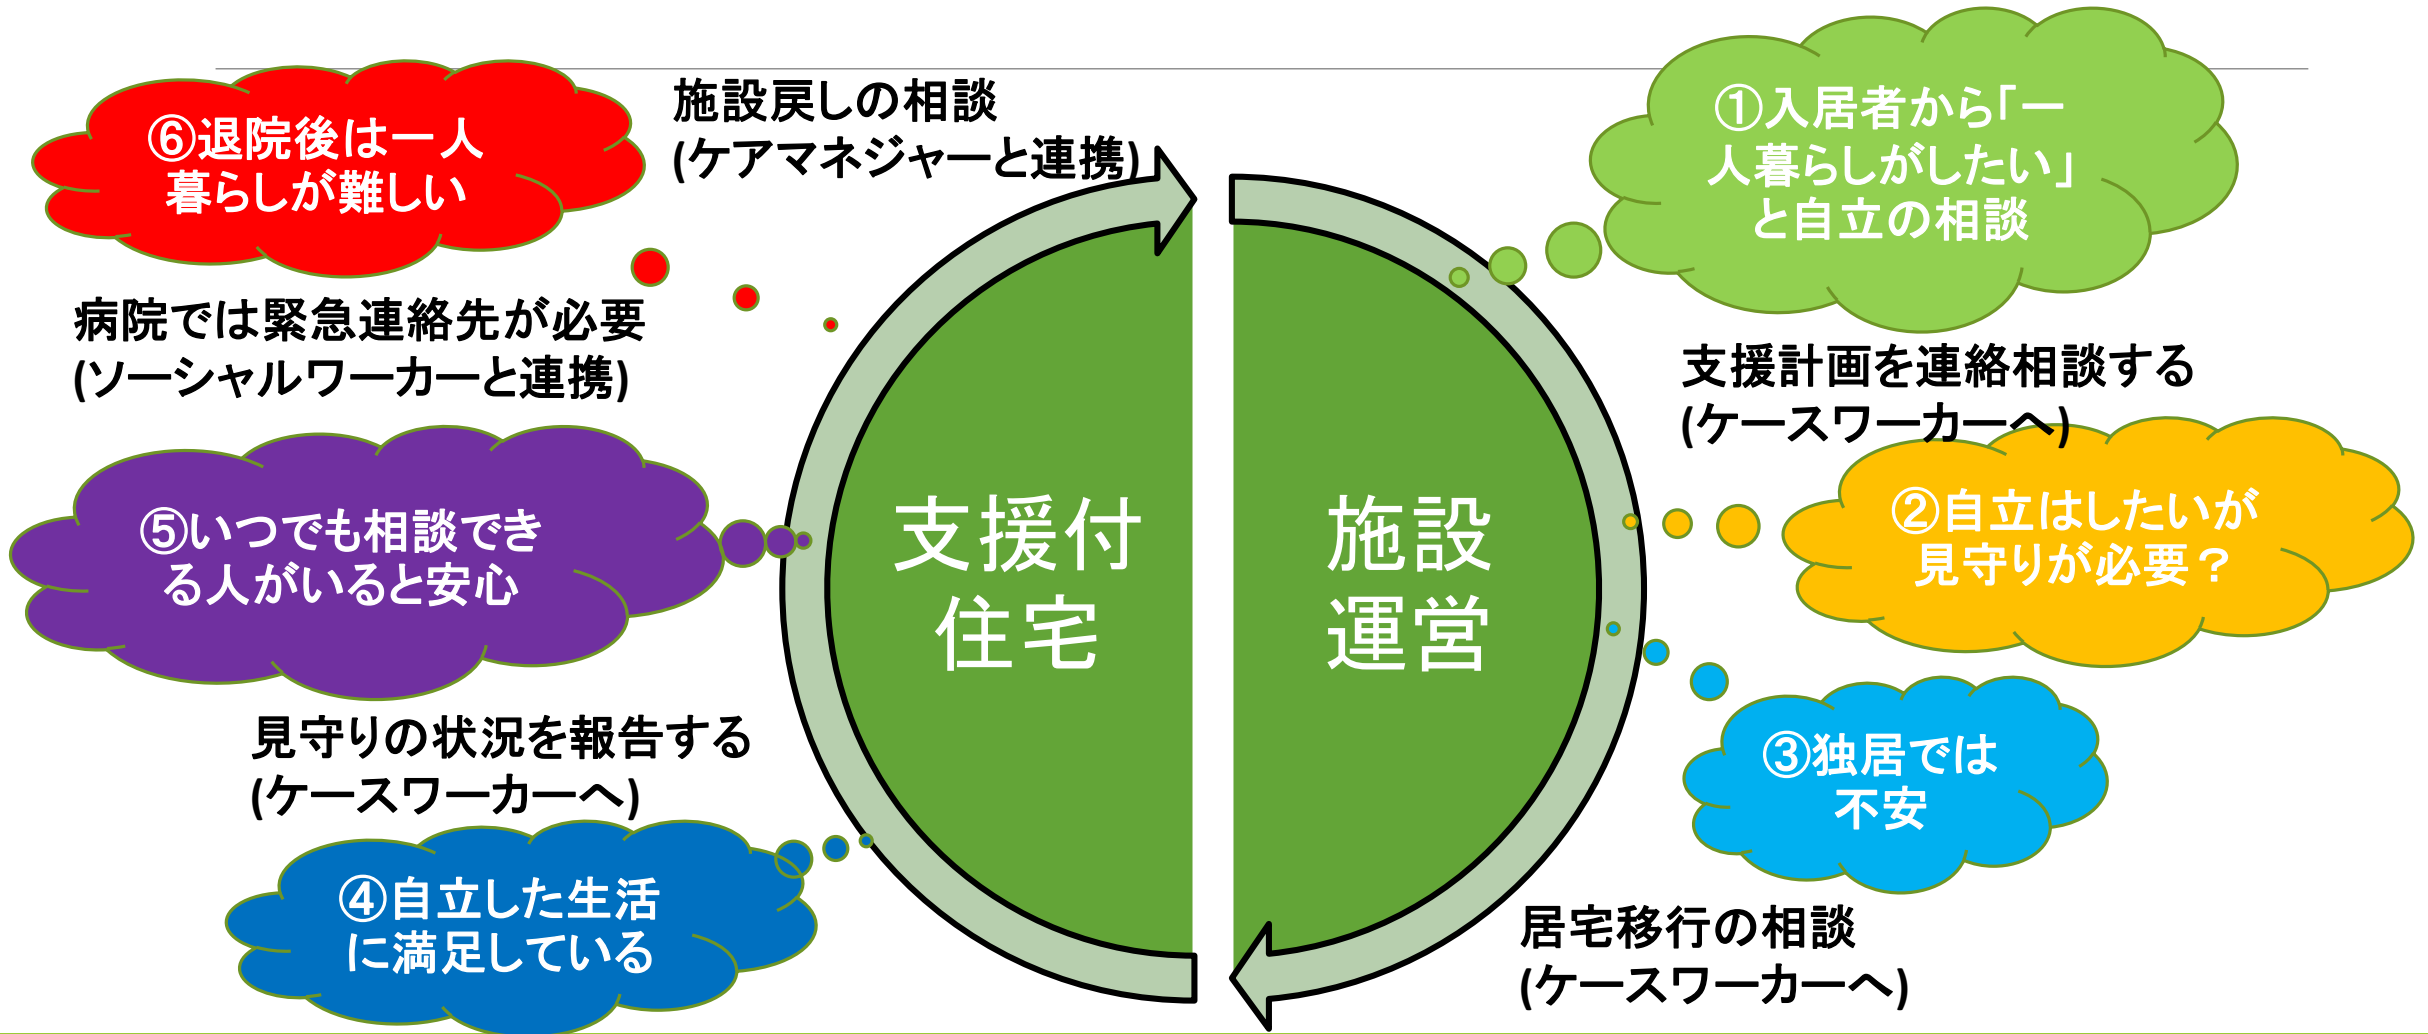 ①入居者から「一
人暮らしがしたい」
と自立の相談
支援計画を連絡相談する
(ケースワーカーへ)
②自立はしたいが
見守りが必要？
③独居では
不安
居宅移行の相談
(ケースワーカーへ)
施設
運営
支援付
住宅
④自立した生活
に満足している
見守りの状況を報告する
(ケースワーカーへ)
⑤いつでも相談でき
る人がいると安心
病院では緊急連絡先が必要
(ソーシャルワーカーと連携)
⑥退院後は一人
暮らしが難しい
施設戻しの相談
(ケアマネジャーと連携)